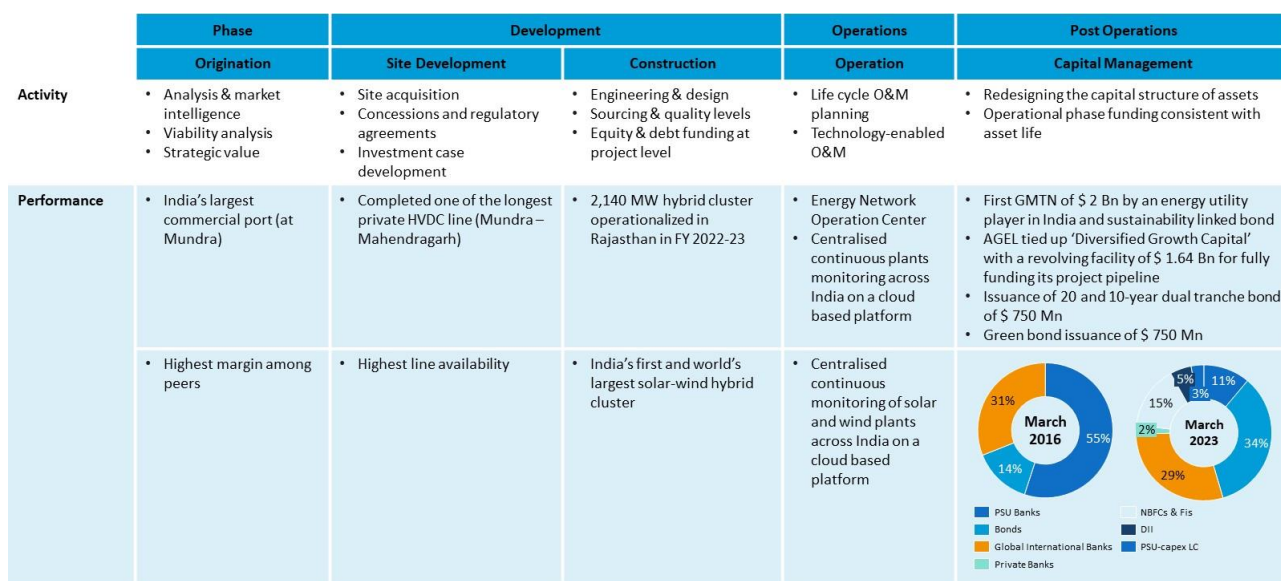 Phase
Development
Operations
Post Operations
Origination
Site Development
Construction
Operation
Capital Management
Activity
• Analysis & market
intelligence
• Viability analysis
• Strategic value
• Site acquisition
• Concessions and regulatory
agreements
• Investment case
development
• Engineering & design
• Sourcing & quality levels
• Equity & debt funding at
project level
• Life cycle O&M
planning
• Technology-enabled
O&M
• Redesigning the capital structure of assets
• Operational phase funding consistent with
asset life
Performance
• India's largest
commercial port (at
Mundra)
• Completed one of the longest
private HVDC line (Mundra –
Mahendragarh)
• 2,140 MW hybrid cluster
operationalized in
Rajasthan in FY 2022-23
• Energy Network
Operation Center
• Centralised
continuous plants
monitoring across
India on a cloud
based platform
• First GMTN of $ 2 Bn by an energy utility
player in India and sustainability linked bond
• AGEL tied up 'Diversified Growth Capital'
with a revolving facility of $ 1.64 Bn for fully
funding its project pipeline
• Issuance of 20 and 10-year dual tranche bond
of $ 750 Mn
• Green bond issuance of $ 750 Mn
• Highest margin among
peers
• Highest line availability
• India's first and world's
largest solar-wind hybrid
cluster
• Centralised
continuous
monitoring of solar
and wind plants
across India on a
cloud based
platform
31%
55%
14%
March
2016
5%
3%
11%
15%
2%
34%
29%
March
2023
PSU Banks
Bonds
Global International Banks
Private Banks
NBFCs & Fis
DII
PSU-capex LC